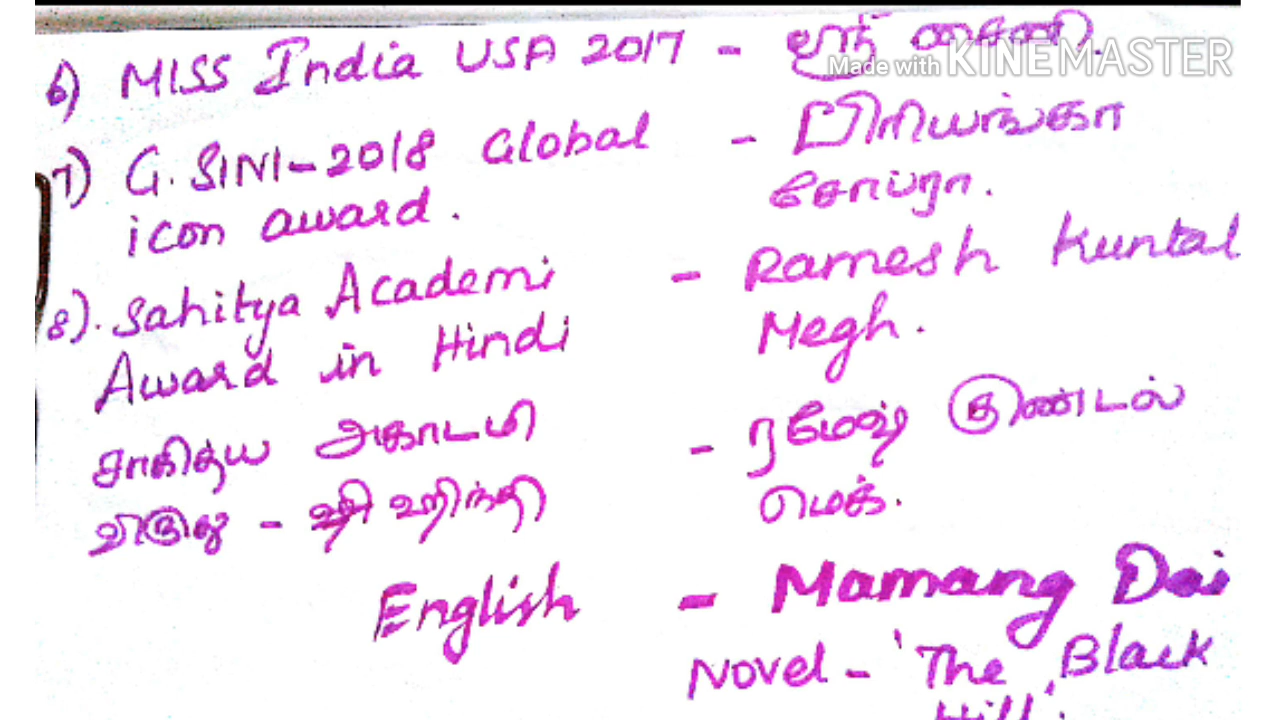 6) MISS India USA 2017 - ஸ்ரீ சைனி.
Made with KINEMASTER
7) G.SINI-2018 Global - பிரியங்கா
icon award. சோப்ரா.
8). Sahitya Academi - Ramesh Kuntal
Award in Hindi Megh.
சாகித்ய அகாடமி - ரமேஷ் குண்டல்
விருது - ஹிந்தி மெக்.
English - Mamang Dai
Novel - 'The Black
Hill'.